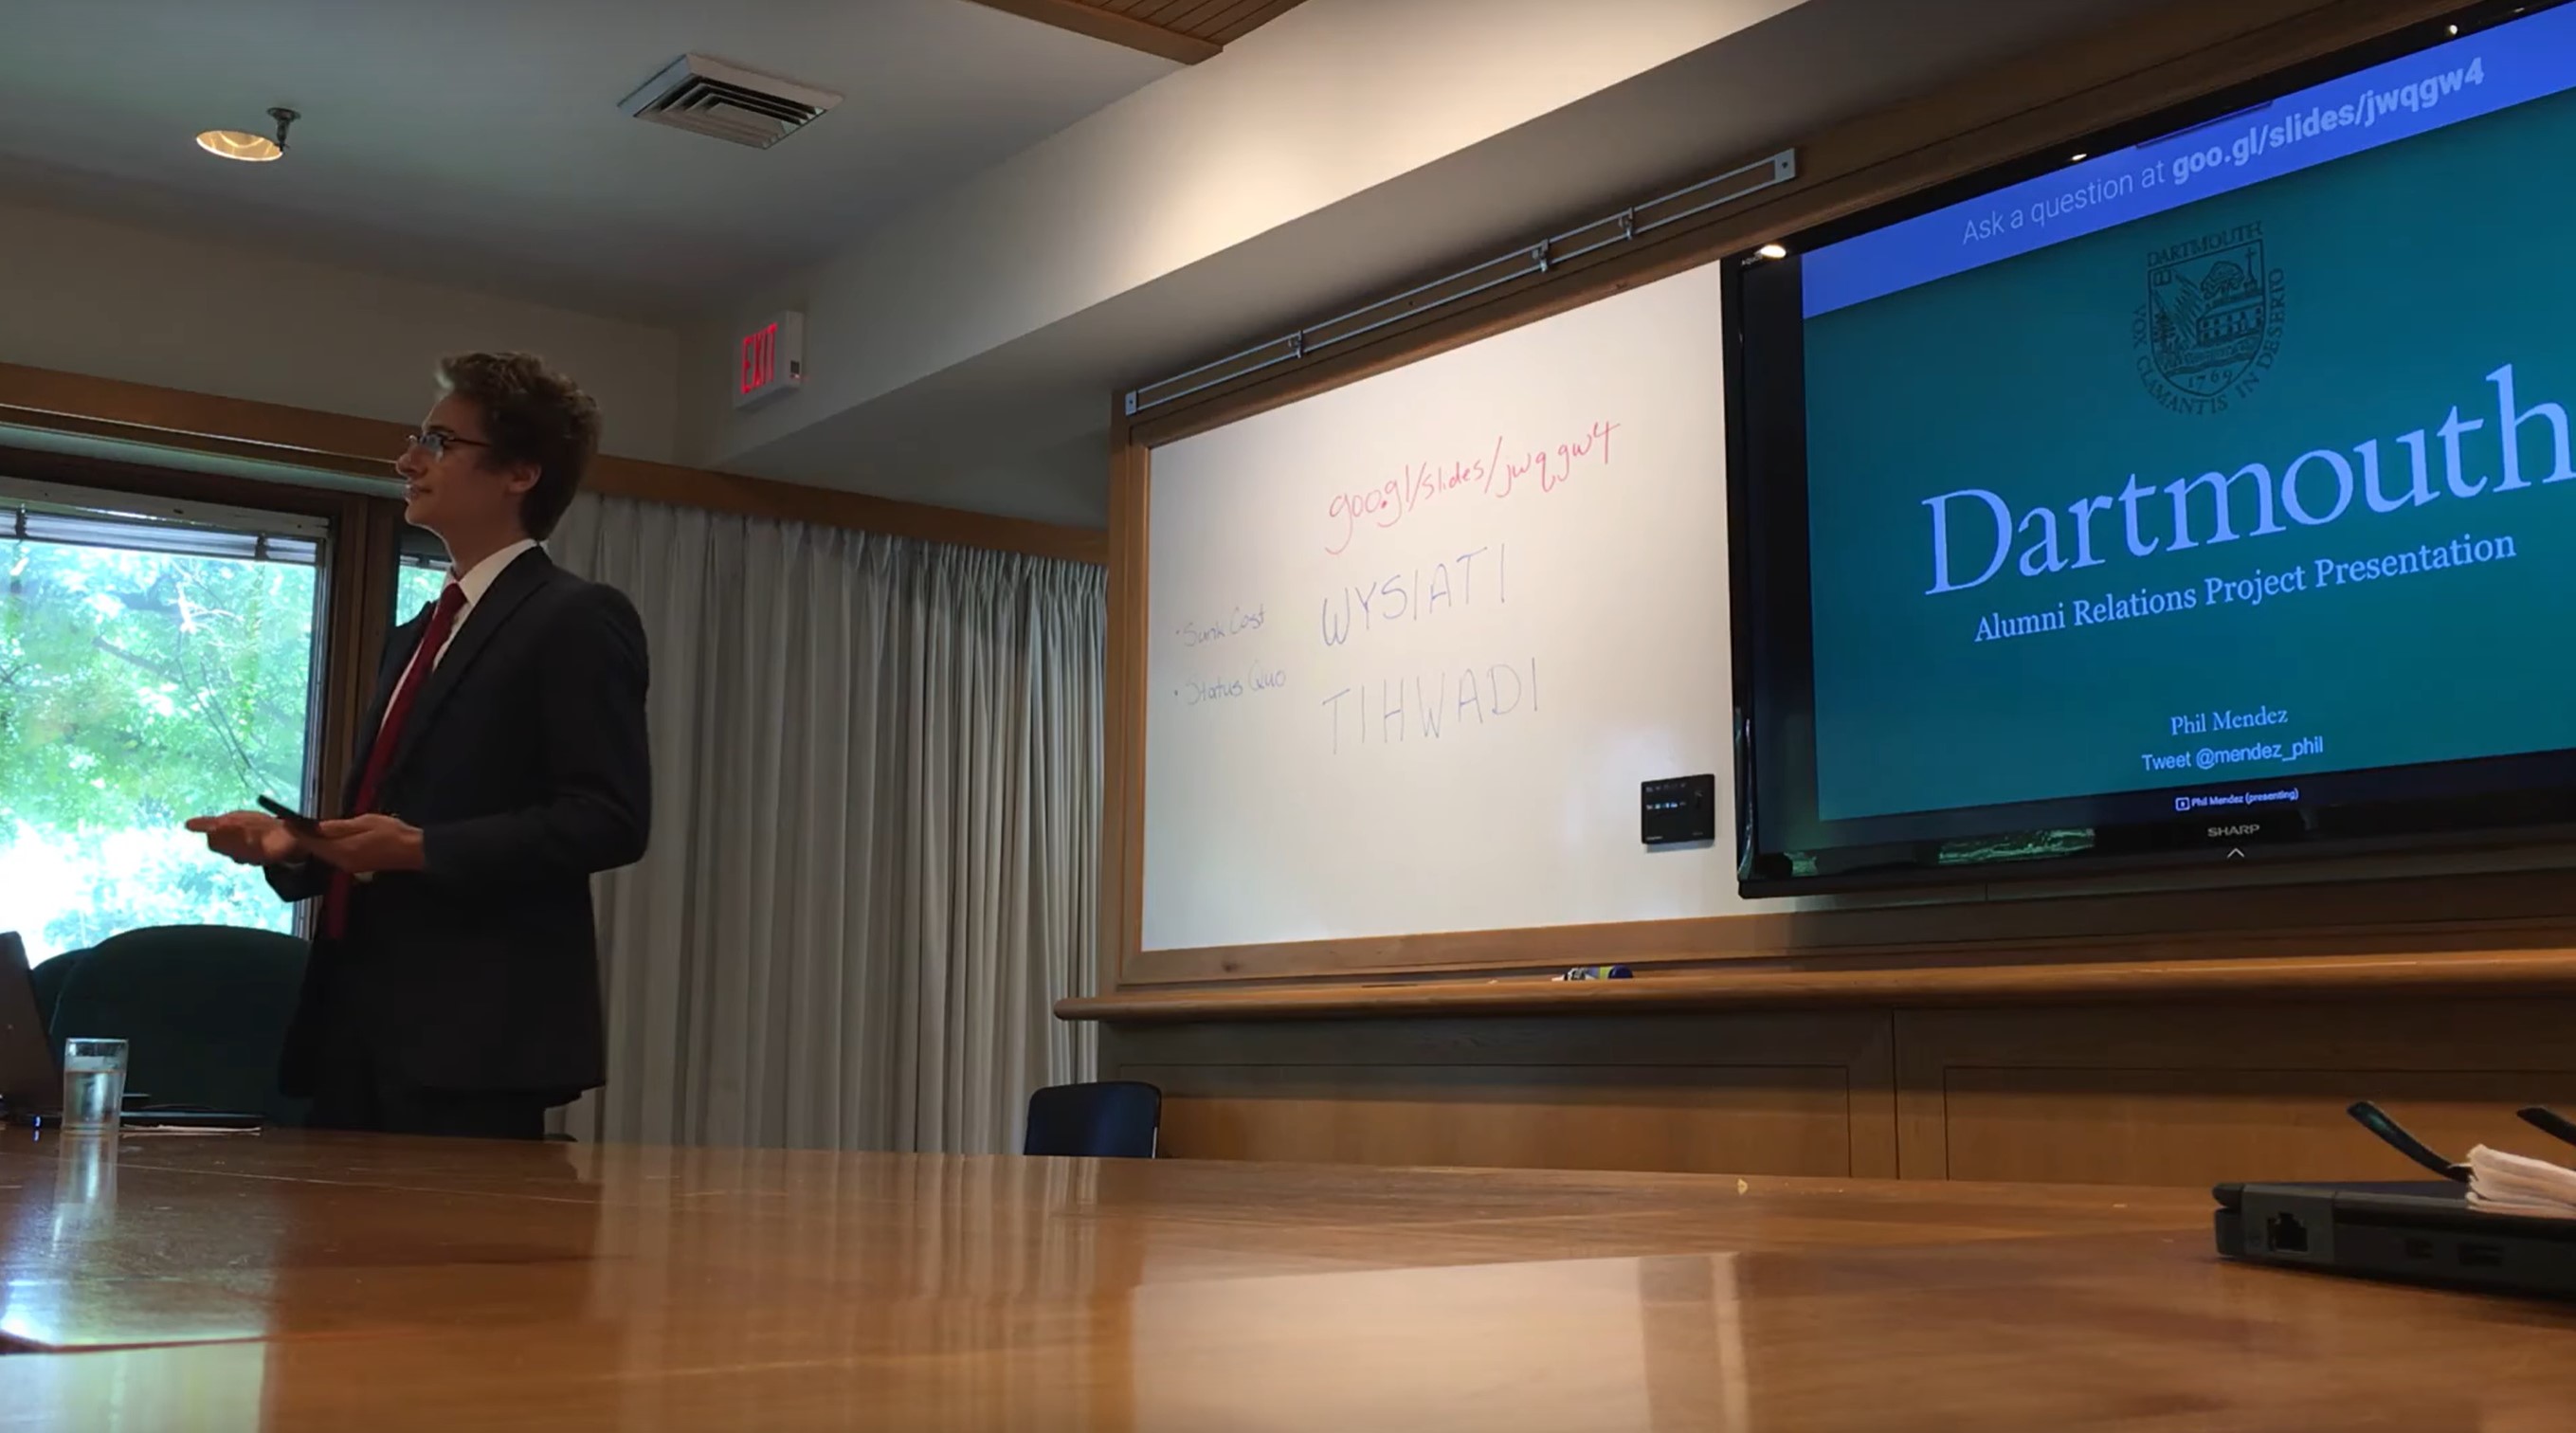 EXIT
goo.gl/slides/jwqgw4
WYSIATI
TIHWADI
• Sunk Cost
• Status Quo
Ask a question at goo.gl/slides/jwqgw4
DARTMOUTH
VOX CLAMANTIS IN DESERTO
1769
Dartmouth
Alumni Relations Project Presentation
Phil Mendez
Tweet @mendez_phil
Phil Mendez (presenting)
SHARP